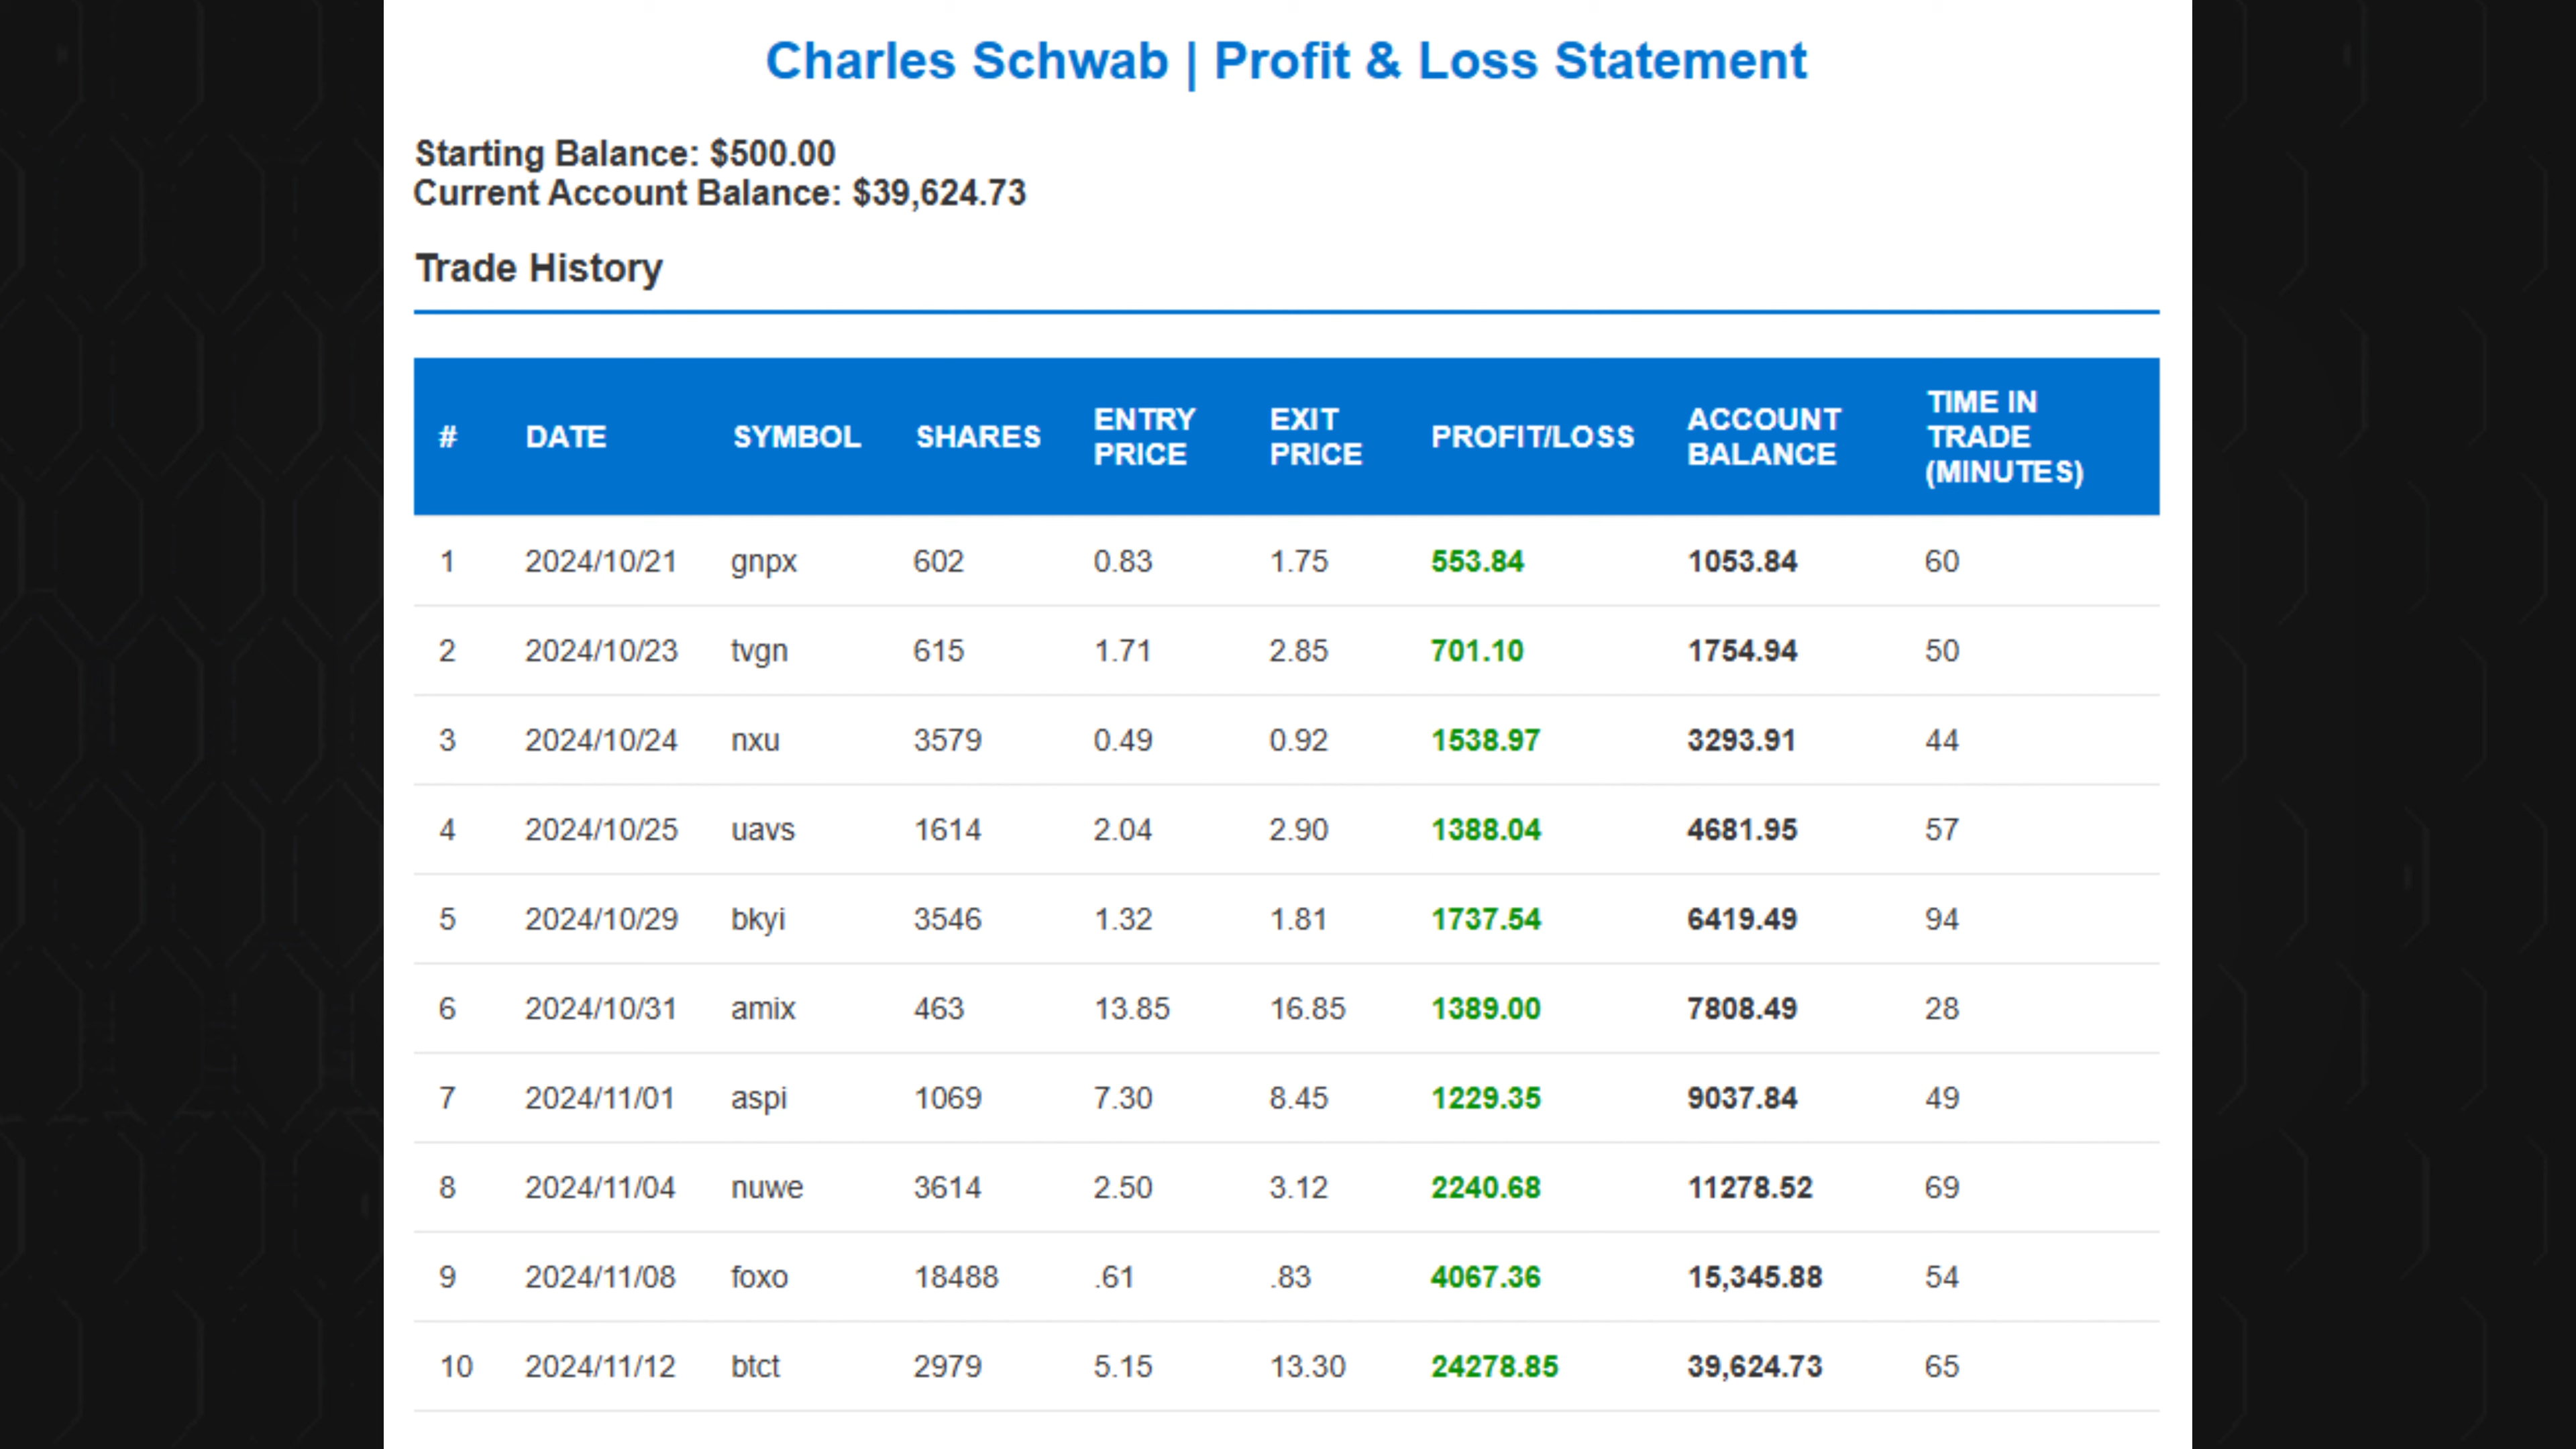 Charles Schwab | Profit & Loss Statement
Starting Balance: $500.00
Current Account Balance: $39,624.73
Trade History
# DATE SYMBOL SHARES ENTRY PRICE EXIT PRICE PROFIT/LOSS ACCOUNT BALANCE TIME IN TRADE (MINUTES)
1 2024/10/21 gnpx 602 0.83 1.75 553.84 1053.84 60
2 2024/10/23 tvgn 615 1.71 2.85 701.10 1754.94 50
3 2024/10/24 nxu 3579 0.49 0.92 1538.97 3293.91 44
4 2024/10/25 uavs 1614 2.04 2.90 1388.04 4681.95 57
5 2024/10/29 bkyi 3546 1.32 1.81 1737.54 6419.49 94
6 2024/10/31 amix 463 13.85 16.85 1389.00 7808.49 28
7 2024/11/01 aspi 1069 7.30 8.45 1229.35 9037.84 49
8 2024/11/04 nuwe 3614 2.50 3.12 2240.68 11278.52 69
9 2024/11/08 foxo 18488 .61 .83 4067.36 15,345.88 54
10 2024/11/12 btct 2979 5.15 13.30 24278.85 39,624.73 65